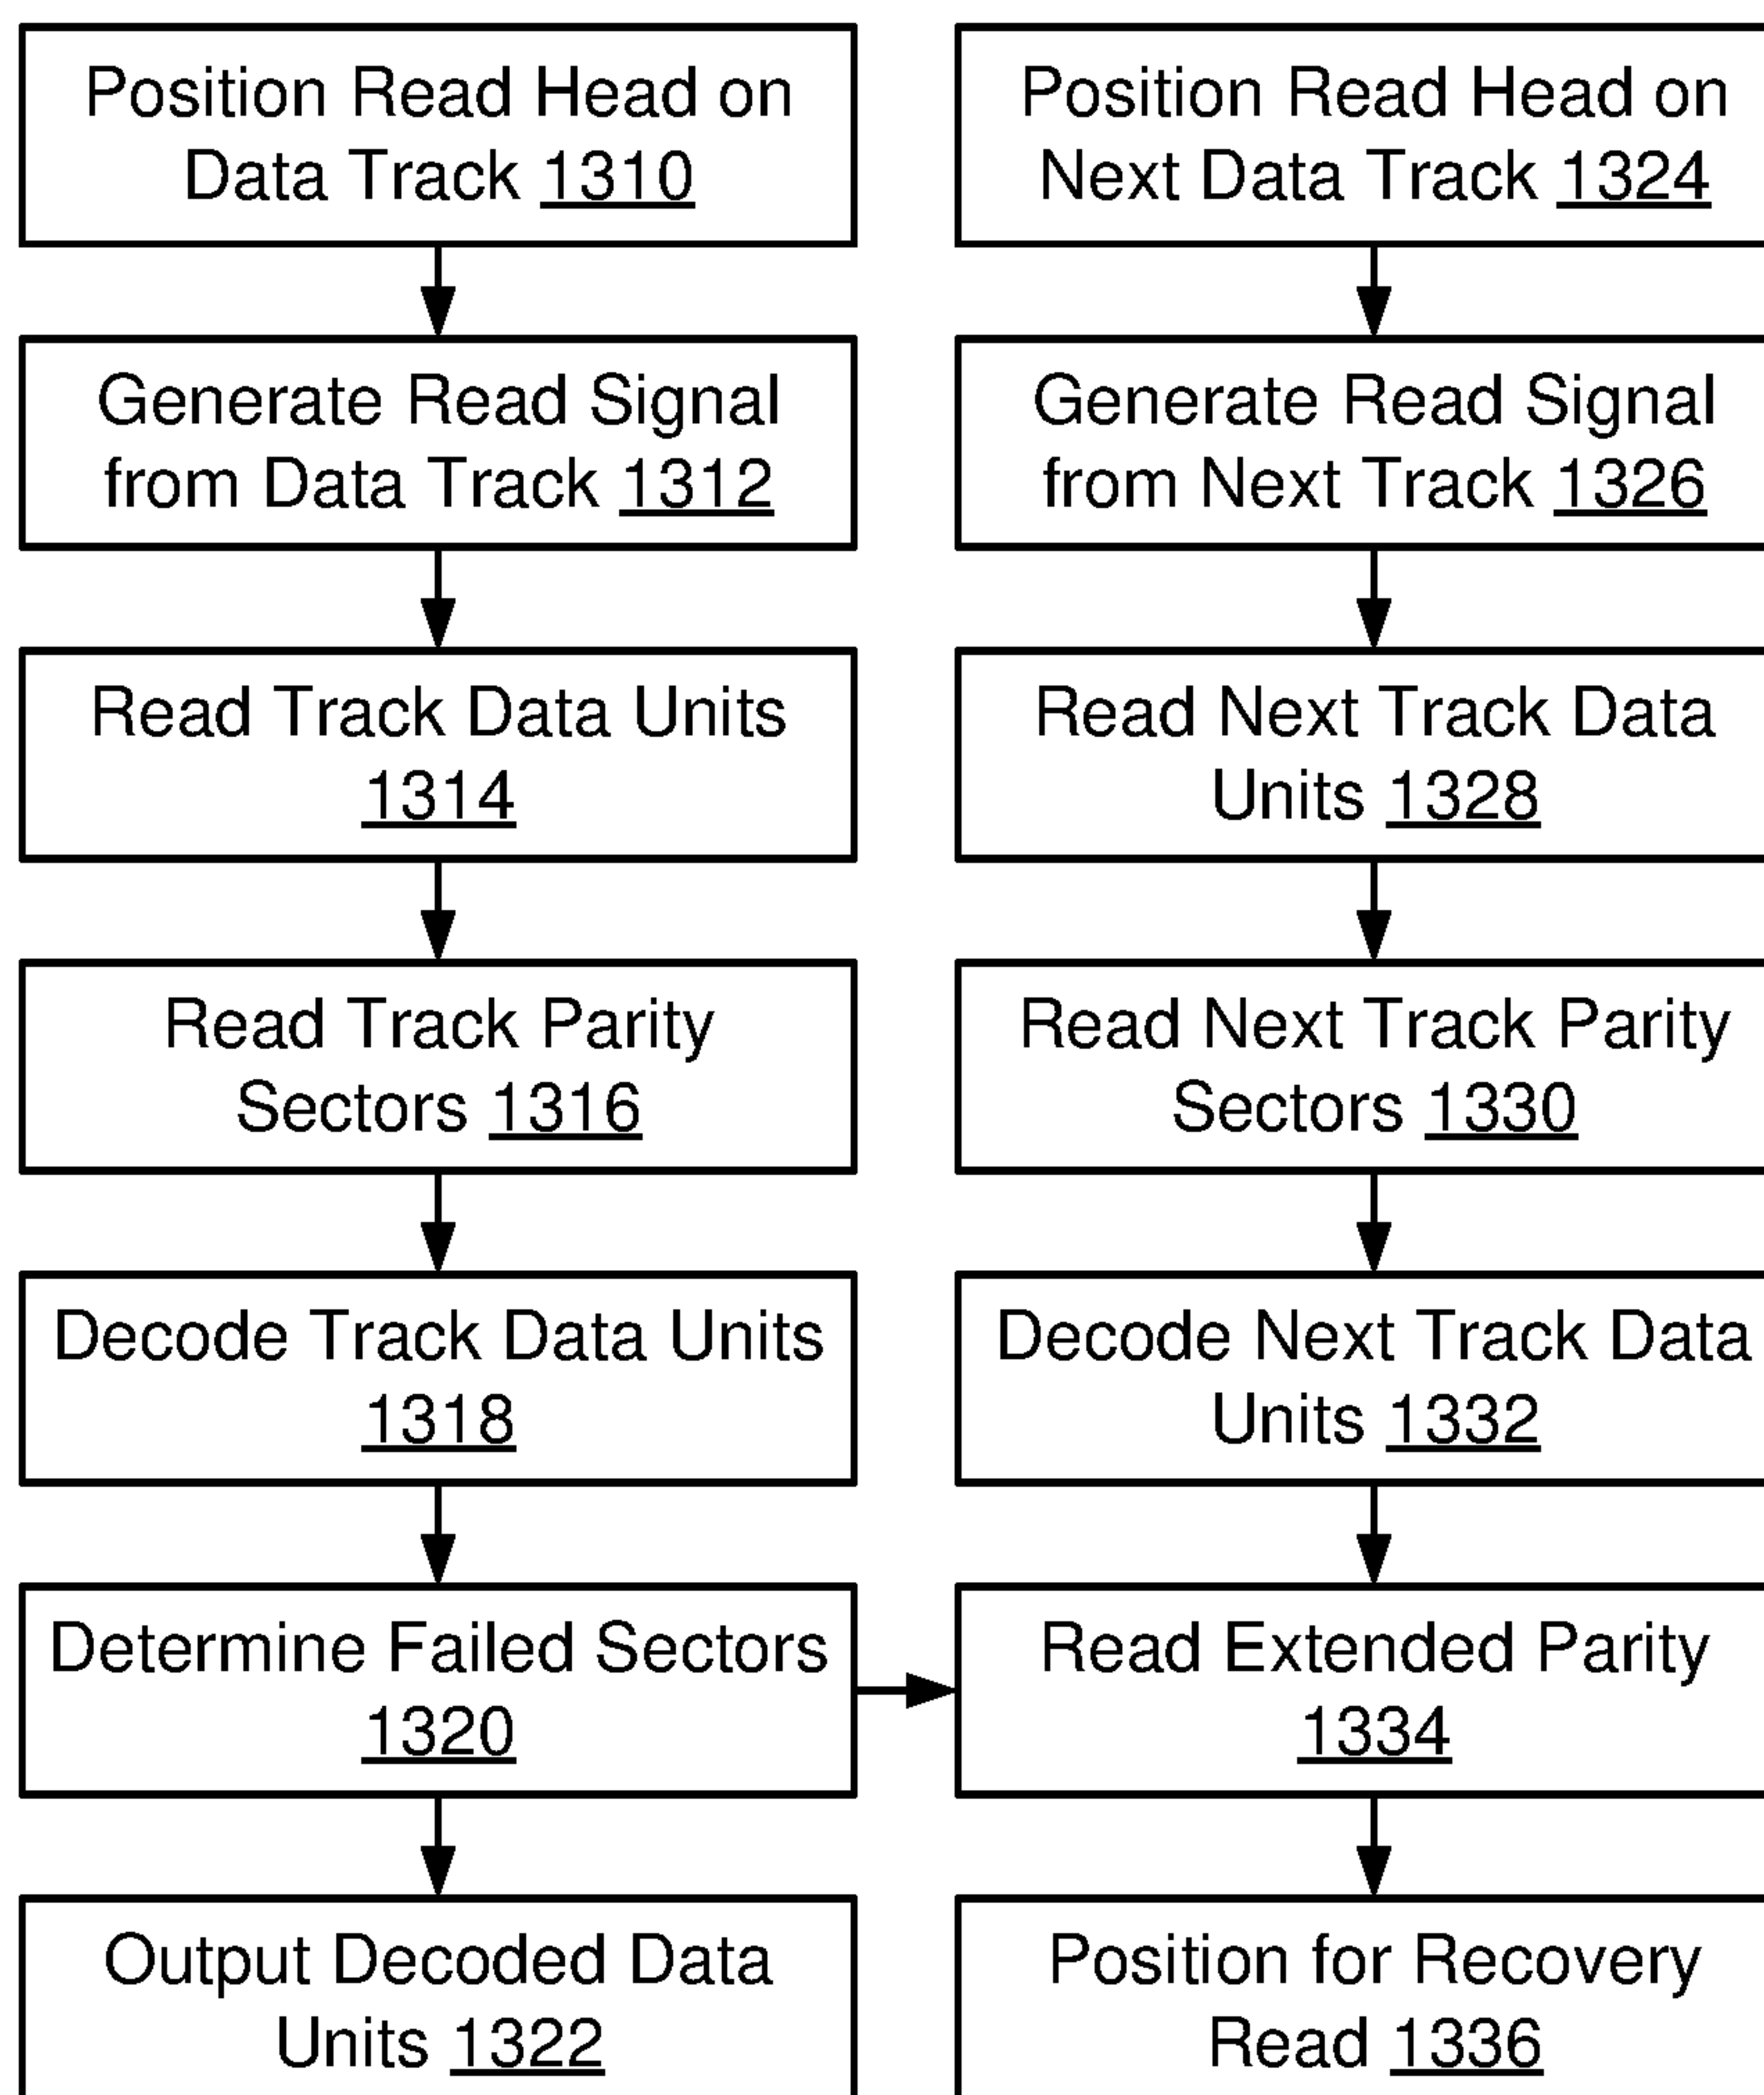 Position Read Head on
Data Track 1310
Generate Read Signal
from Data Track 1312
Read Track Data Units
1314
Read Track Parity
Sectors 1316
Decode Track Data Units
1318
Determine Failed Sectors
1320
Output Decoded Data
Units 1322
Position Read Head on
Next Data Track 1324
Generate Read Signal
from Next Track 1326
Read Next Track Data
Units 1328
Read Next Track Parity
Sectors 1330
Decode Next Track Data
Units 1332
Read Extended Parity
1334
Position for Recovery
Read 1336